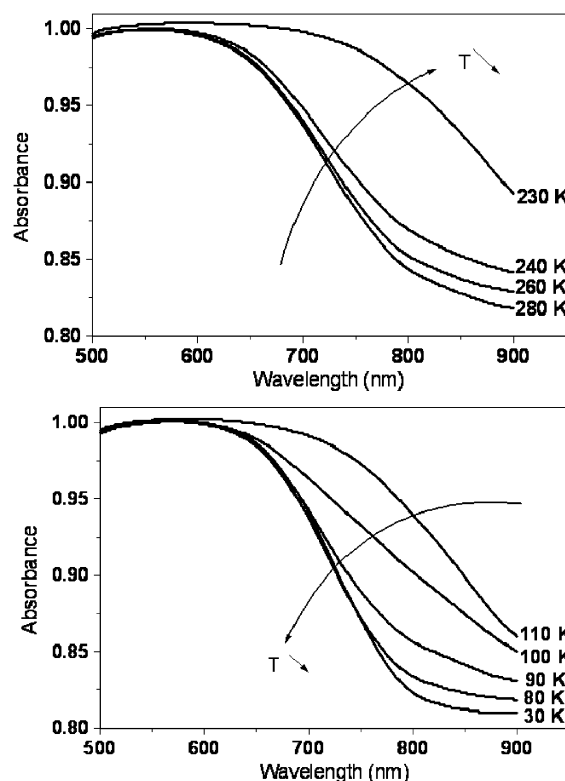 1.00
0.95
0.90
0.85
0.80
Absorbance
T
230 K
240 K
260 K
280 K
500 600 700 800 900
Wavelength (nm)
1.00
0.95
0.90
0.85
0.80
Absorbance
T
110 K
100 K
90 K
80 K
30 K
500 600 700 800 900
Wavelength (nm)